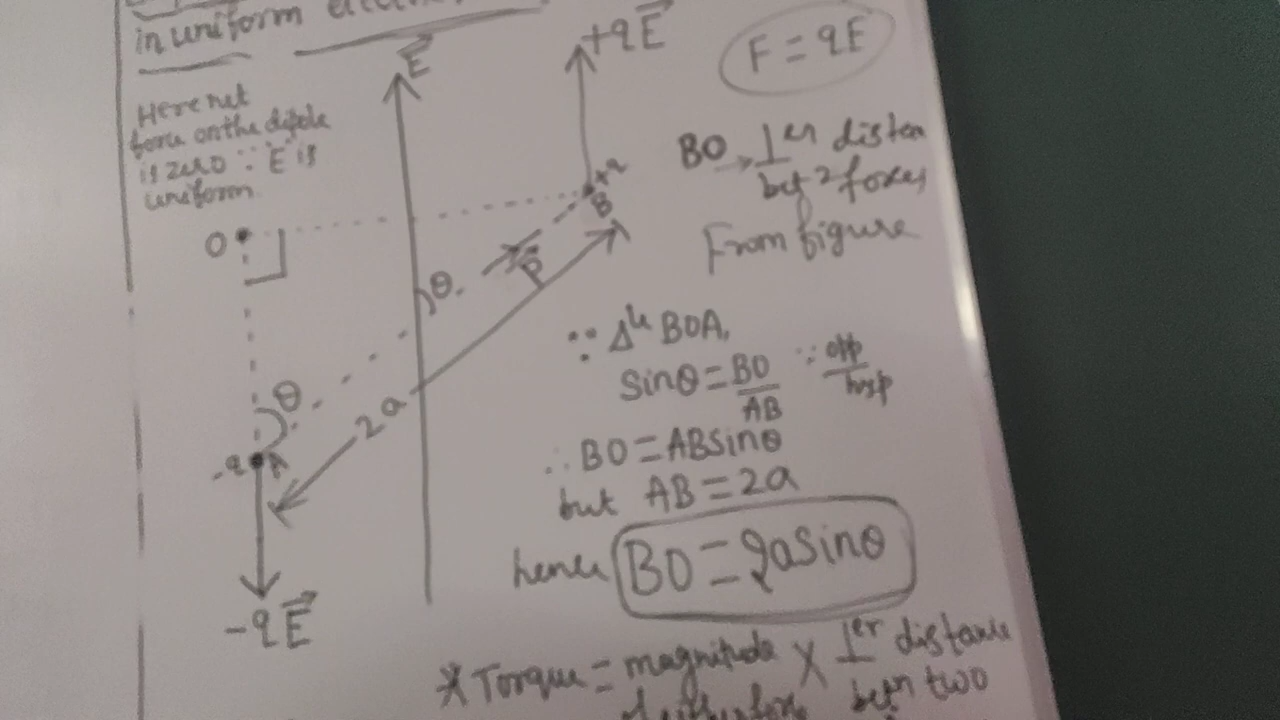 in uniform
E
+qE
F = qE
Here net
force on the dipole
is zero ∵ E is
uniform.
BO → ⊥er distan
bet 2 forces
From figure
+q
B
O
θ
P
∵ Δle BOA,
Sinθ = BO/AB ∵ opp/hyp
θ
2a
∴ BO = ABsinθ
-q A
but AB = 2a
hence BO = 2asinθ
-qE
* Torque = magnitude X ⊥er distance
betn two